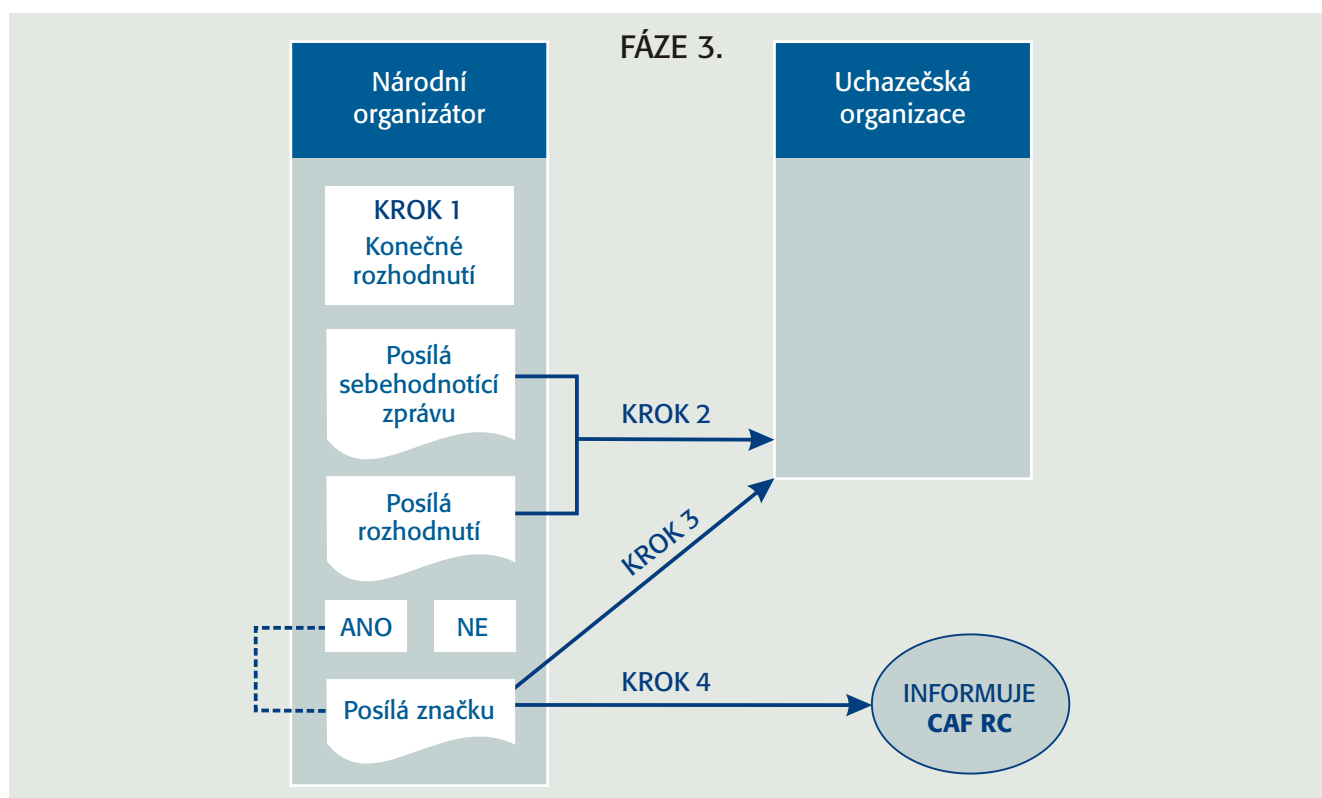 FÁZE 3.
Národní
organizátor
Uchazečská
organizace
KROK 1
Konečné
rozhodnutí
Posílá
sebehodnotící
zprávu
KROK 2
Posílá
rozhodnutí
KROK 3
ANO
NE
Posílá značku
KROK 4
INFORMUJE
CAF RC